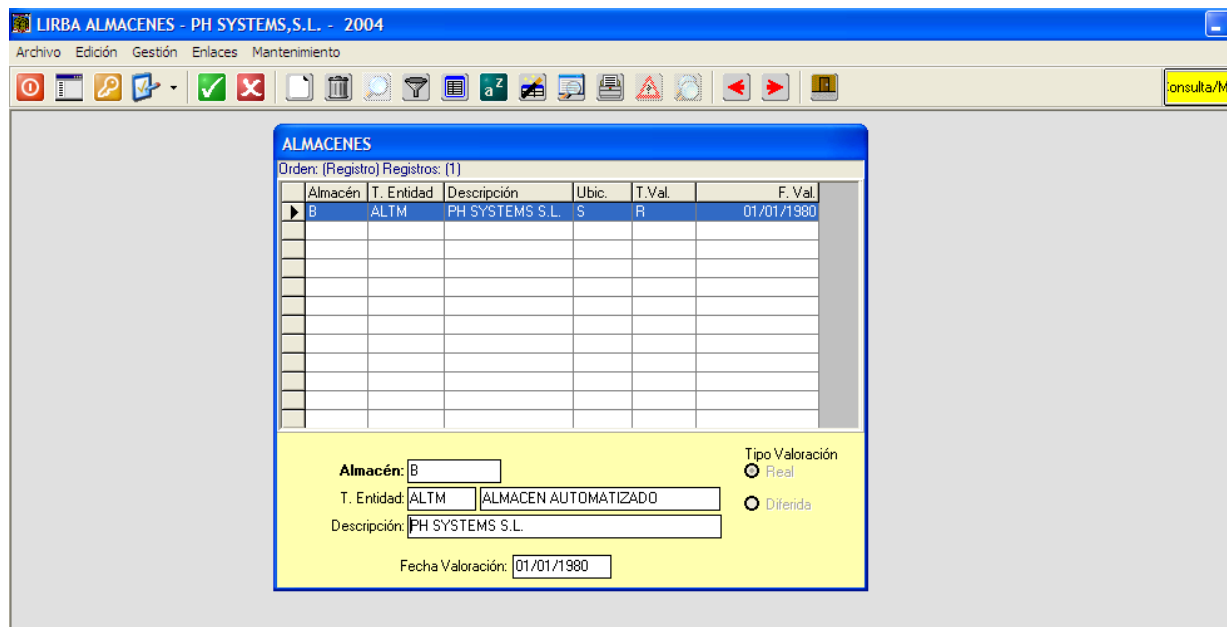 LIRBA ALMACENES - PH SYSTEMS,S.L. - 2004
Archivo Edición Gestión Enlaces Mantenimiento
onsulta/M
ALMACENES
Orden: (Registro) Registros: (1)
Almacén T. Entidad Descripción Ubic. T.Val. F. Val.
B ALTM PH SYSTEMS S.L. S R 01/01/1980
Tipo Valoración
Almacén: B Real
T. Entidad: ALTM ALMACEN AUTOMATIZADO Diferida
Descripción: PH SYSTEMS S.L.
Fecha Valoración: 01/01/1980